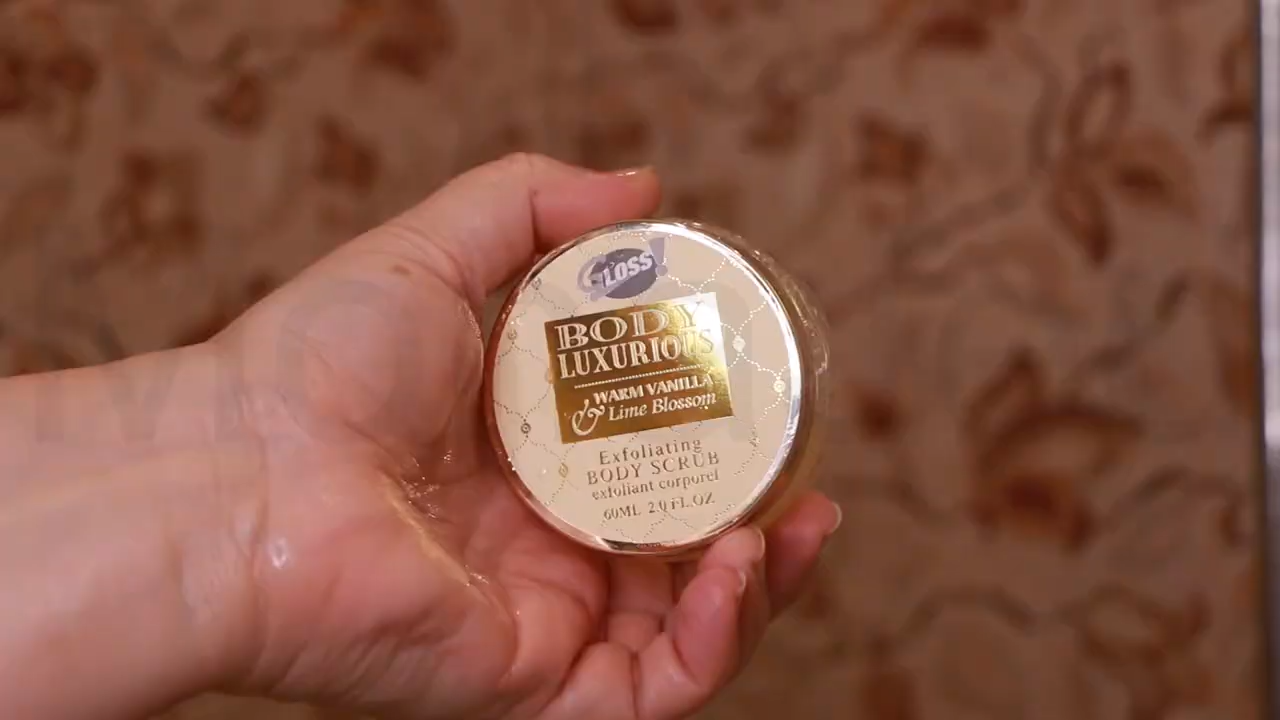 GLOSS!
BODY
LUXURIOUS
WARM VANILLA
& Lime Blossom
Exfoliating
BODY SCRUB
exfoliant corporel
60ML 2.0 FL.OZ